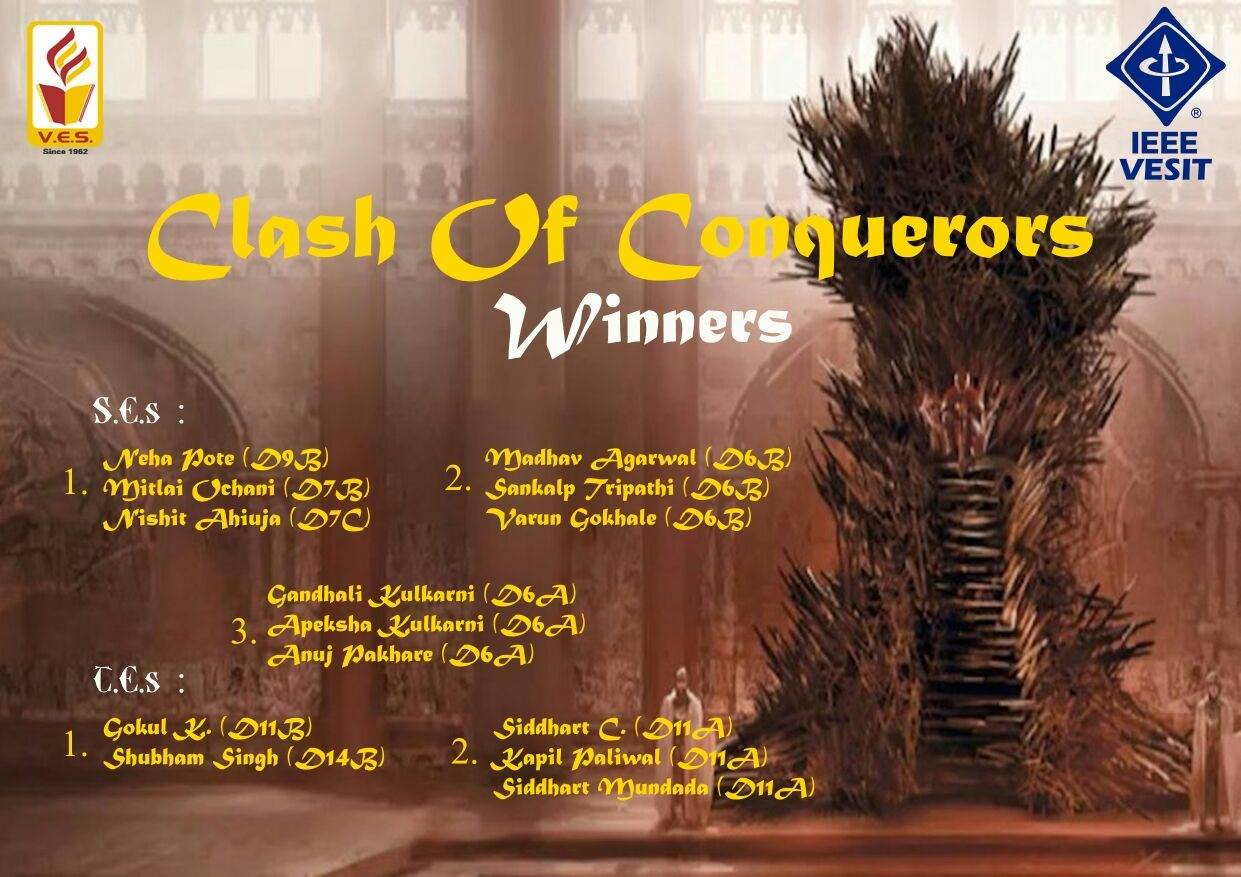 V.E.S.
Since 1962
IEEE
VESIT
®
Clash Of Conquerors
Winners
S.E.s :
1. Neha Pote (D9B)
Mitlai Ochani (D7B)
Nishit Ahiuja (D7C)
2. Madhav Agarwal (D6B)
Sankalp Tripathi (D6B)
Varun Gokhale (D6B)
3. Gandhali Kulkarni (D6A)
Apeksha Kulkarni (D6A)
Anuj Pakhare (D6A)
T.E.s :
1. Gokul K. (D11B)
Shubham Singh (D14B)
2. Siddhart C. (D11A)
Kapil Paliwal (D11A)
Siddhart Mundada (D11A)